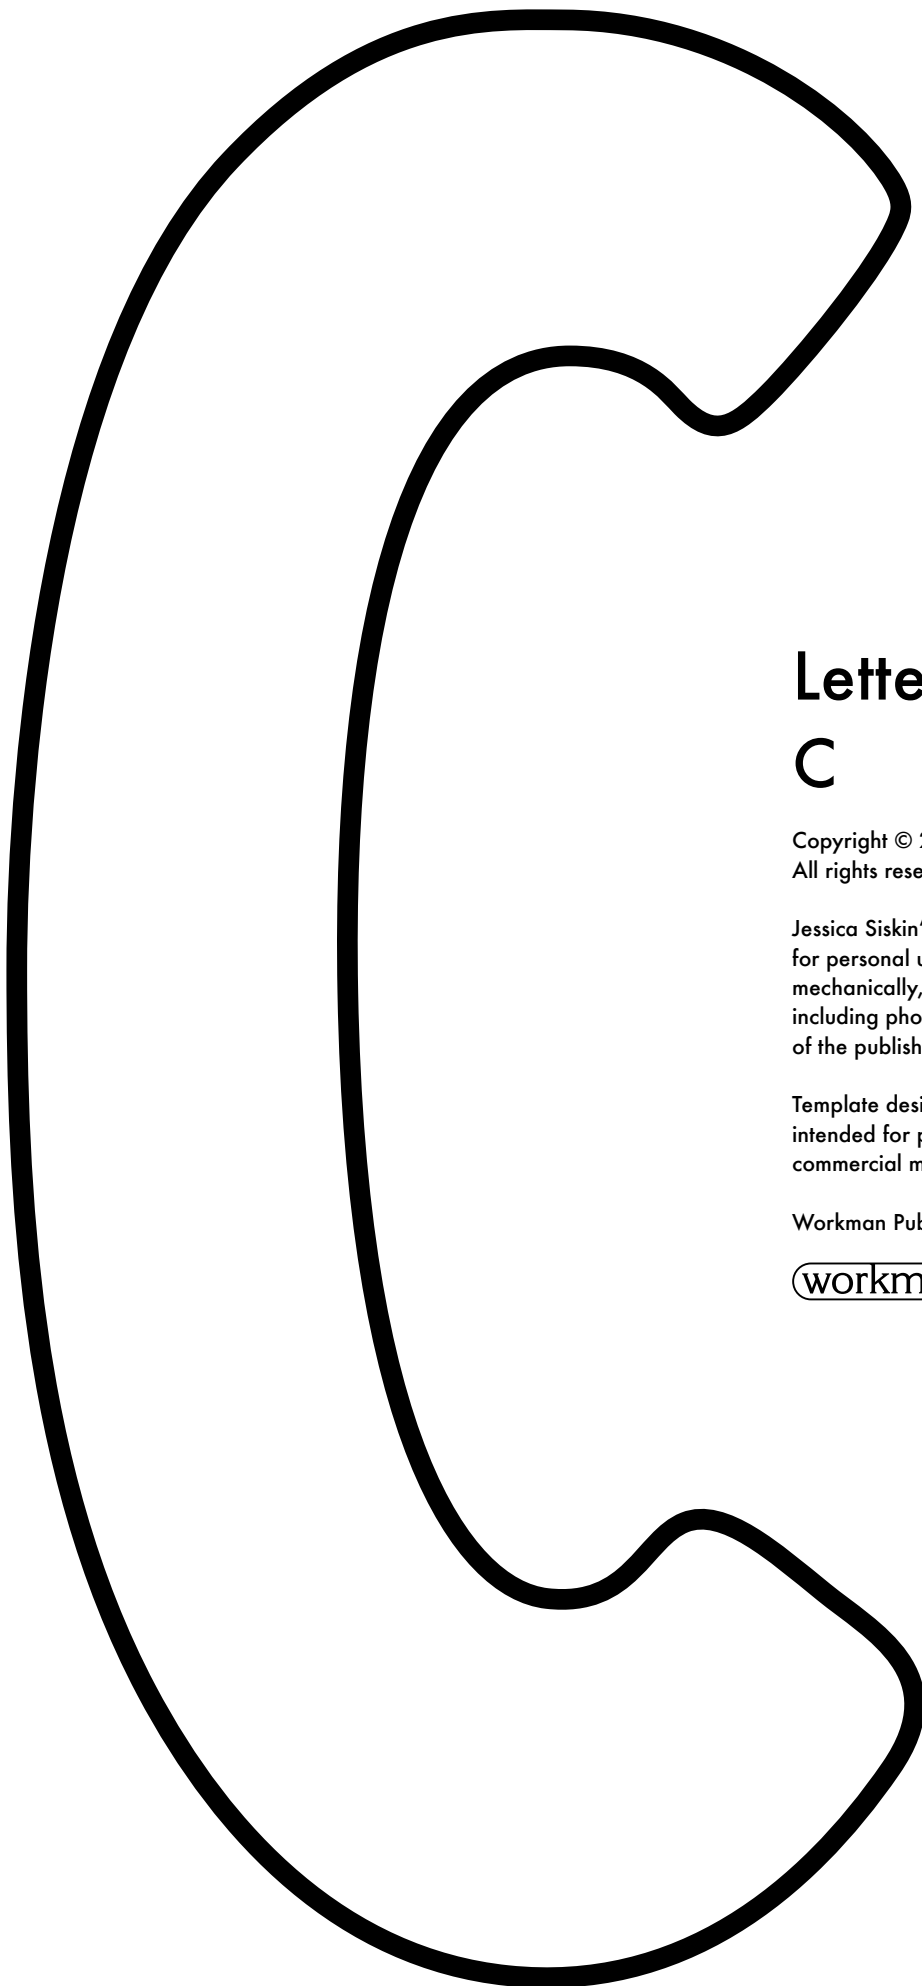 C
Lette
C
Copyright ©
All rights rese
Jessica Siskin’
for personal u
mechanically,
including pho
of the publish
Template desi
intended for p
commercial m
Workman Pub
workm